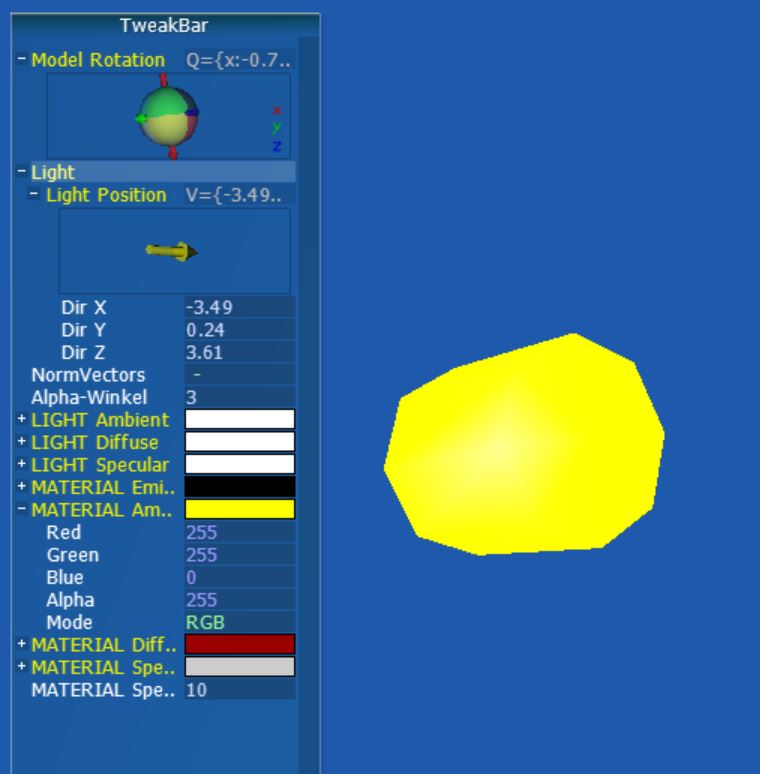 TweakBar
- Model Rotation Q={x:-0.7..
x
y
z
- Light
- Light Position V={-3.49..
Dir X -3.49
Dir Y 0.24
Dir Z 3.61
NormVectors -
Alpha-Winkel 3
+ LIGHT Ambient
+ LIGHT Diffuse
+ LIGHT Specular
+ MATERIAL Emi..
- MATERIAL Am..
Red 255
Green 255
Blue 0
Alpha 255
Mode RGB
+ MATERIAL Diff..
+ MATERIAL Spe..
MATERIAL Spe.. 10